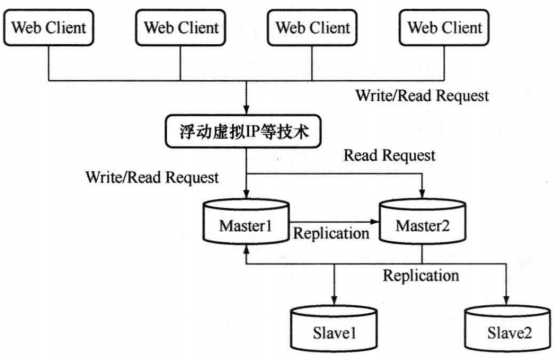 Web Client
Web Client
Web Client
Web Client
Write/Read Request
浮动虚拟IP等技术
Read Request
Write/Read Request
Master1
Master2
Replication
Replication
Slave1
Slave2